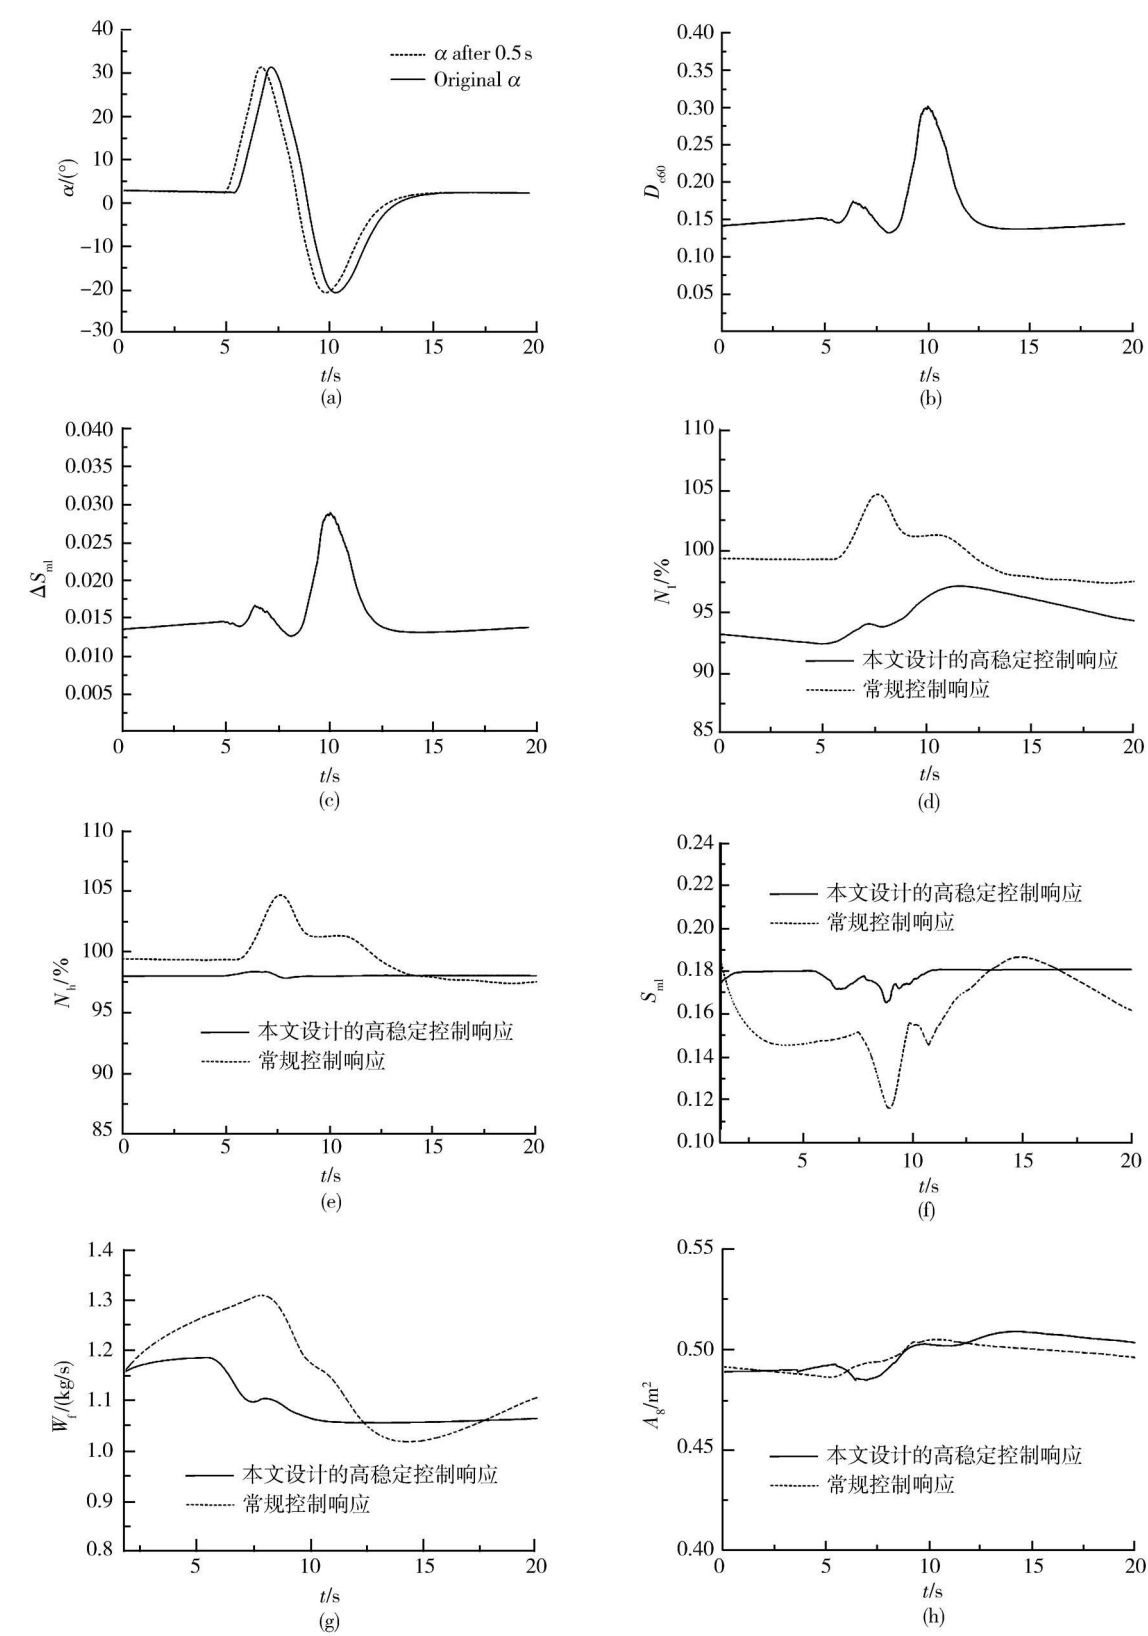 40
30
20
10
0
−10
−20
−30
α/(°)
α after 0.5 s
Original α
0 5 10 15 20
t/s
(a)
0.40
0.35
0.30
0.25
0.20
0.15
0.10
0.05
Dc60
0 5 10 15 20
t/s
(b)
0.040
0.035
0.030
0.025
0.020
0.015
0.010
0.005
ΔSml
0 5 10 15 20
t/s
(c)
110
105
100
95
90
85
Nl/%
本文设计的高稳定控制响应
常规控制响应
0 5 10 15 20
t/s
(d)
110
105
100
95
90
85
Nh/%
本文设计的高稳定控制响应
常规控制响应
0 5 10 15 20
t/s
(e)
0.24
0.22
0.20
0.18
0.16
0.14
0.12
0.10
Sml
本文设计的高稳定控制响应
常规控制响应
5 10 15 20
t/s
(f)
1.4
1.3
1.2
1.1
1.0
0.9
0.8
Wf/(kg/s)
本文设计的高稳定控制响应
常规控制响应
5 10 15 20
t/s
(g)
0.55
0.50
0.45
0.40
A8/m²
本文设计的高稳定控制响应
常规控制响应
0 5 10 15 20
t/s
(h)